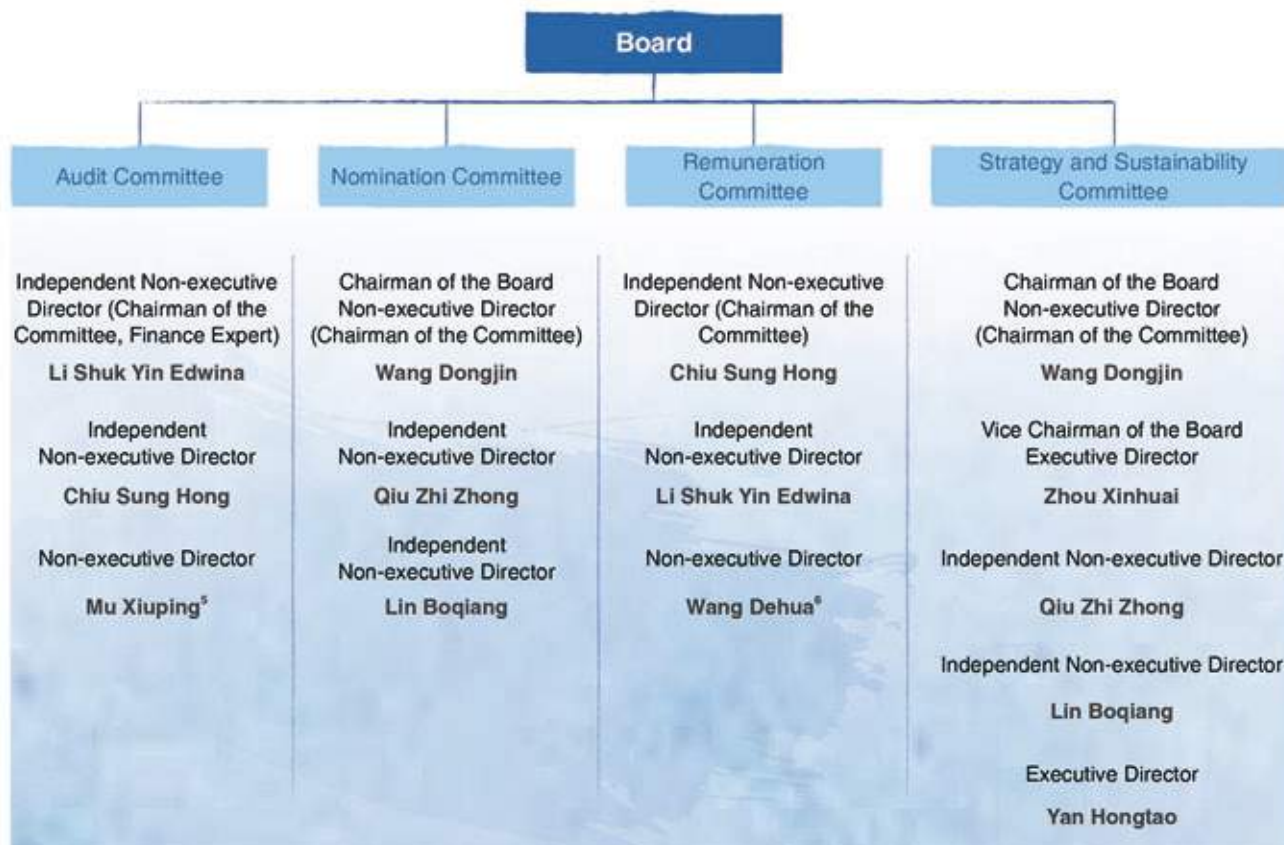 Board
Audit Committee
Independent Non-executive
Director (Chairman of the
Committee, Finance Expert)
Li Shuk Yin Edwina
Independent
Non-executive Director
Chiu Sung Hong
Non-executive Director
Mu Xiuping⁵
Nomination Committee
Chairman of the Board
Non-executive Director
(Chairman of the Committee)
Wang Dongjin
Independent
Non-executive Director
Qiu Zhi Zhong
Independent
Non-executive Director
Lin Boqiang
Remuneration
Committee
Independent Non-executive
Director (Chairman of the
Committee)
Chiu Sung Hong
Independent
Non-executive Director
Li Shuk Yin Edwina
Non-executive Director
Wang Dehua⁶
Strategy and Sustainability
Committee
Chairman of the Board
Non-executive Director
(Chairman of the Committee)
Wang Dongjin
Vice Chairman of the Board
Executive Director
Zhou Xinhuai
Independent Non-executive Director
Qiu Zhi Zhong
Independent Non-executive Director
Lin Boqiang
Executive Director
Yan Hongtao